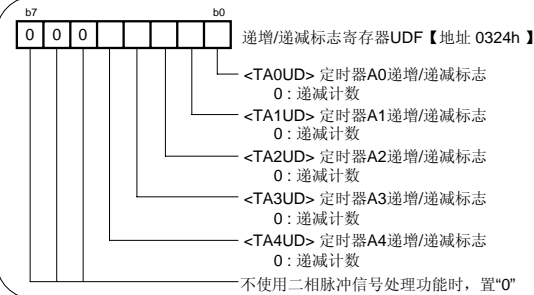 b7 b0
0 0 0 递增/递减标志寄存器UDF【地址 0324h 】
<TA0UD> 定时器A0递增/递减标志
0 : 递减计数
<TA1UD> 定时器A1递增/递减标志
0 : 递减计数
<TA2UD> 定时器A2递增/递减标志
0 : 递减计数
<TA3UD> 定时器A3递增/递减标志
0 : 递减计数
<TA4UD> 定时器A4递增/递减标志
0 : 递减计数
不使用二相脉冲信号处理功能时，置“0”